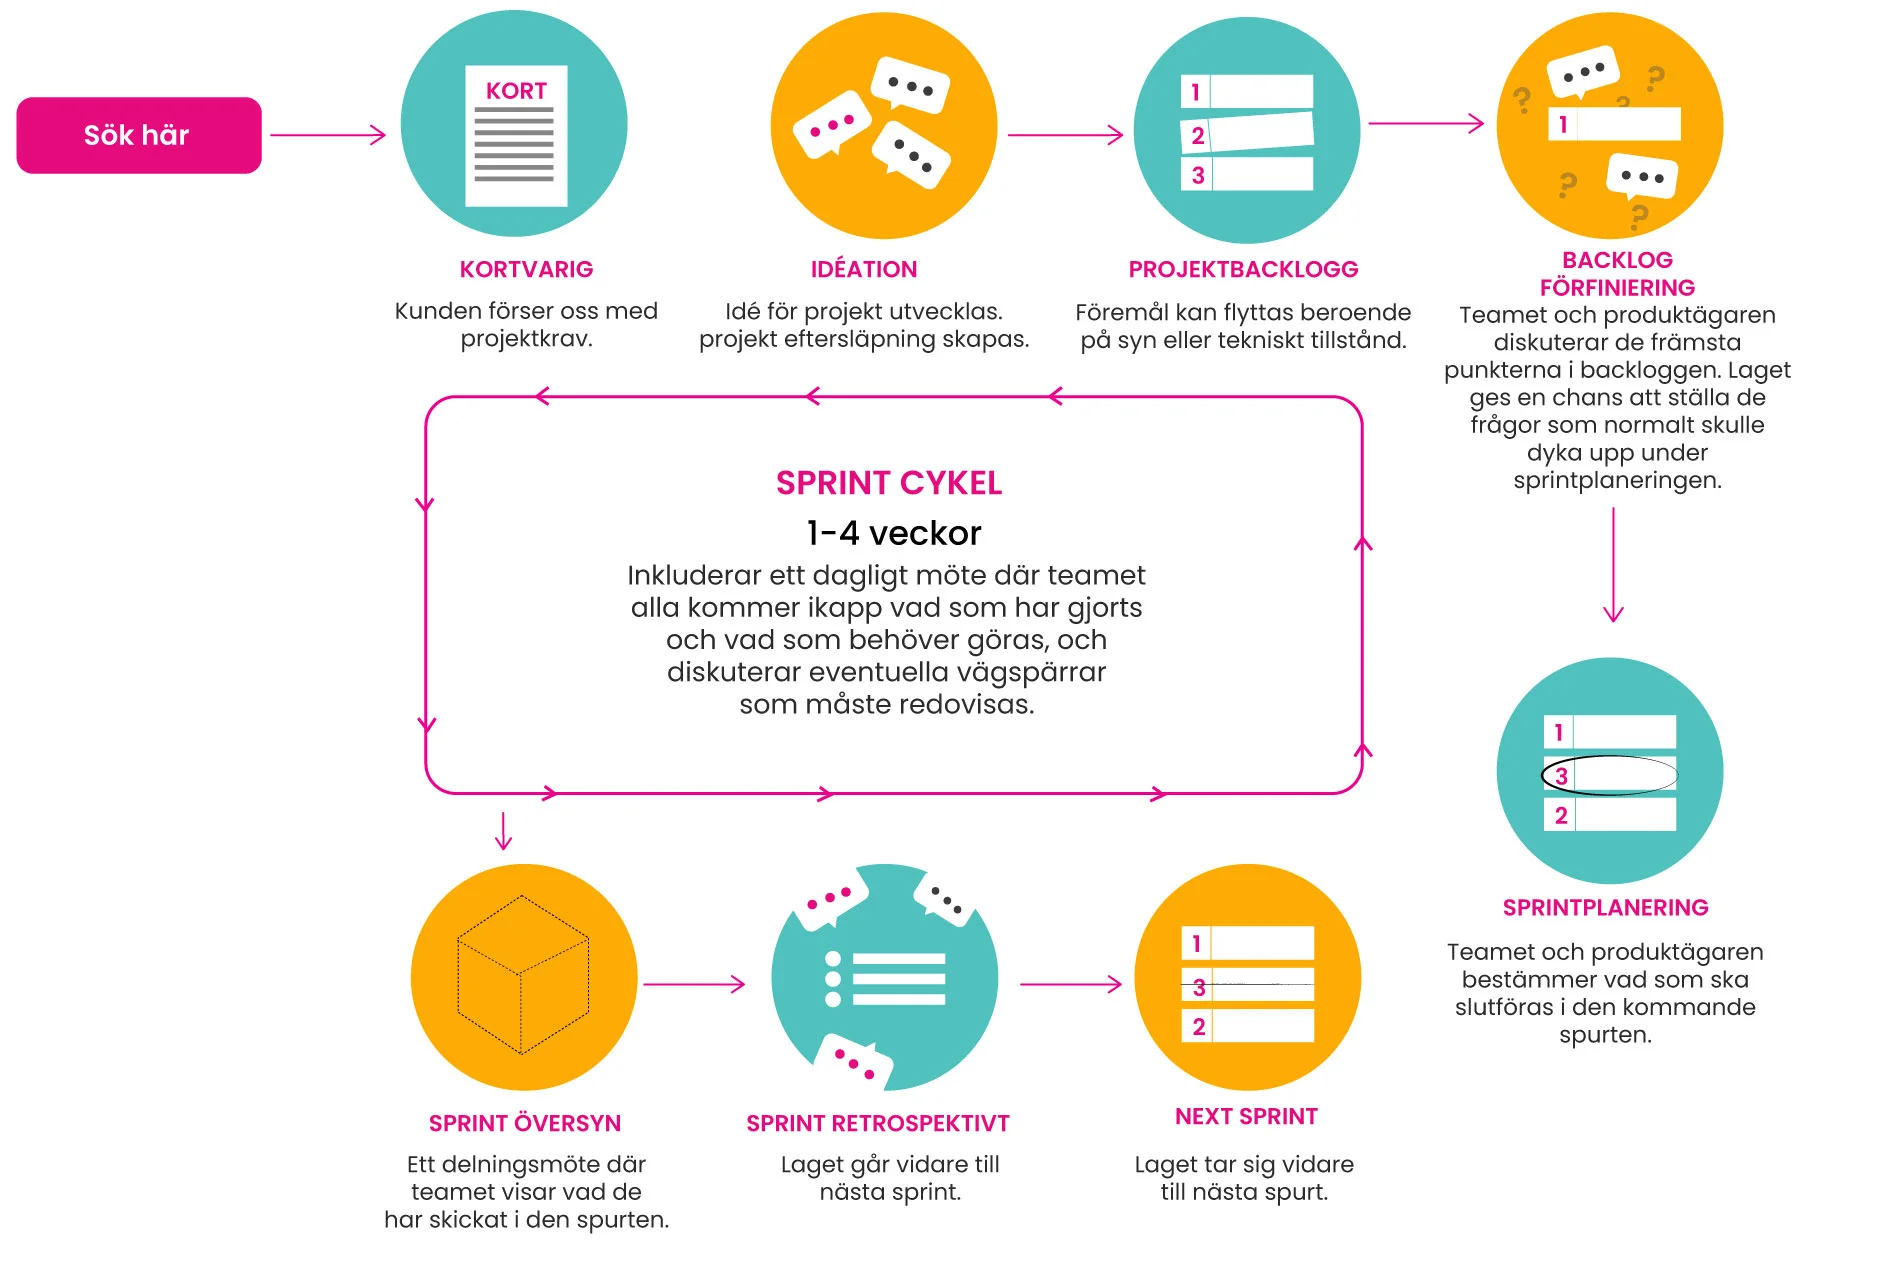 Sök här
KORT
KORTVARIG
Kunden förser oss med
projektkrav.
IDÉATION
Idé för projekt utvecklas.
projekt eftersläpning skapas.
1
2
3
PROJEKTBACKLOGG
Föremål kan flyttas beroende
på syn eller tekniskt tillstånd.
?
?
?
1
?
?
BACKLOG
FÖRFINIERING
Teamet och produktägaren
diskuterar de främsta
punkterna i backloggen. Laget
ges en chans att ställa de
frågor som normalt skulle
dyka upp under
sprintplaneringen.
SPRINT CYKEL
1-4 veckor
Inkluderar ett dagligt möte där teamet
alla kommer ikapp vad som har gjorts
och vad som behöver göras, och
diskuterar eventuella vägspärrar
som måste redovisas.
1
3
2
SPRINTPLANERING
Teamet och produktägaren
bestämmer vad som ska
slutföras i den kommande
spurten.
SPRINT ÖVERSYN
Ett delningsmöte där
teamet visar vad de
har skickat i den spurten.
SPRINT RETROSPEKTIVT
Laget går vidare till
nästa sprint.
1
3
2
NEXT SPRINT
Laget tar sig vidare
till nästa spurt.